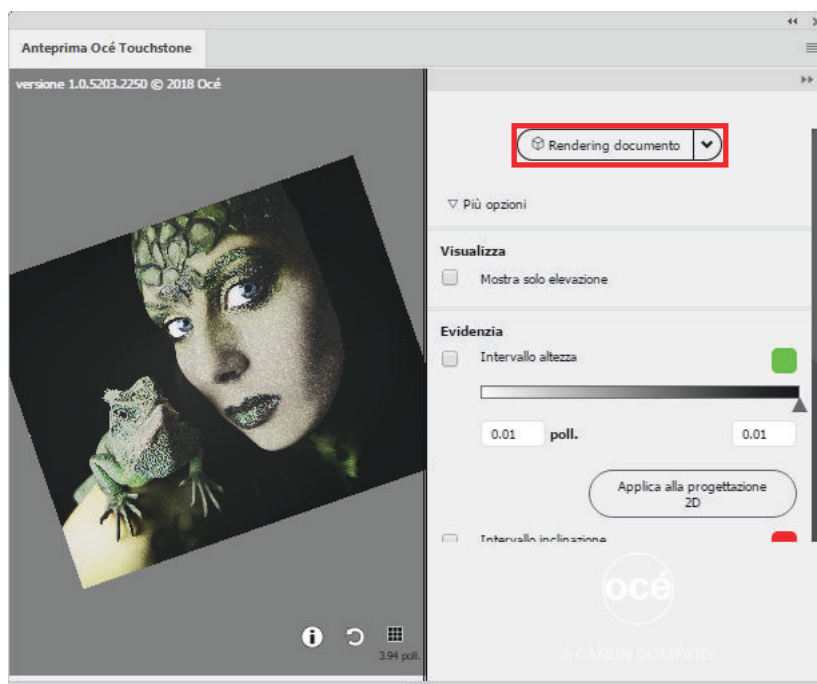 Anteprima Océ Touchstone
versione 1.0.5203.2250 © 2018 Océ
Rendering documento
Più opzioni
Visualizza
Mostra solo elevazione
Evidenzia
Intervallo altezza
0.01 poll. 0.01
Applica alla progettazione
2D
Intervallo inclinazione
océ
A CANON COMPANY
3.94 poll.